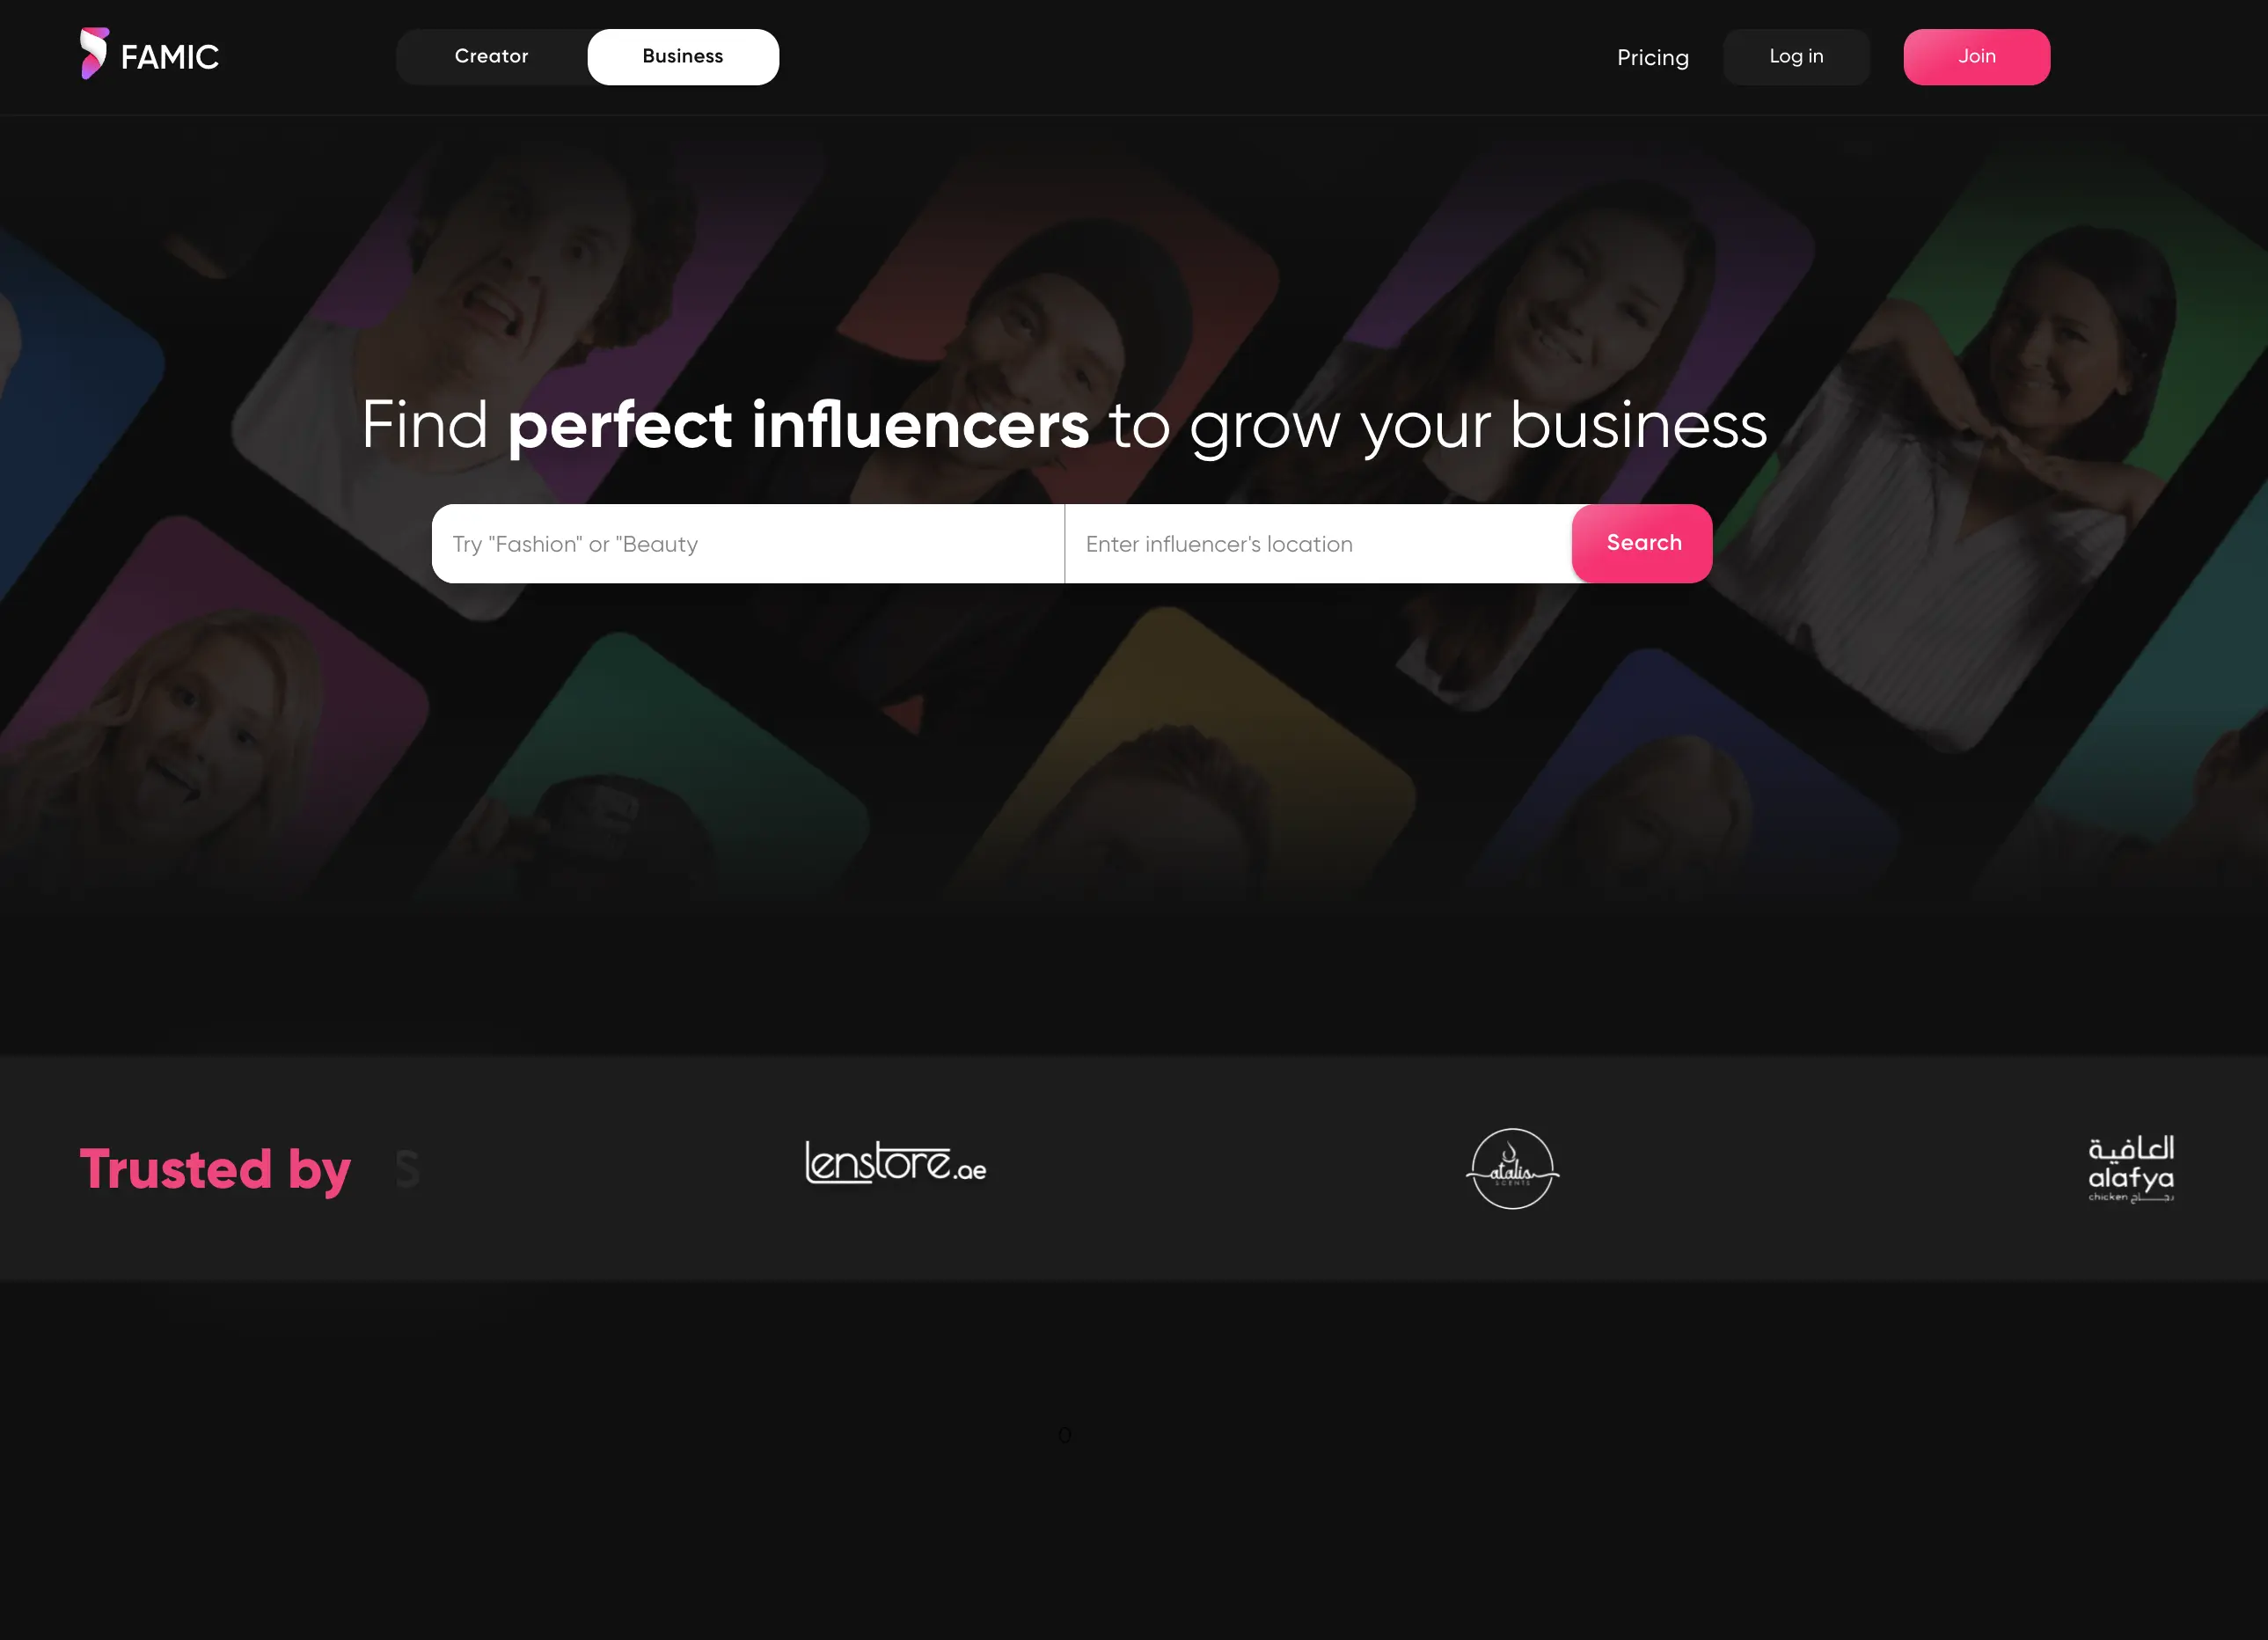 FAMIC
Creator
Business
Pricing
Log in
Join
Find perfect influencers to grow your business
Try "Fashion" or "Beauty
Enter influencer's location
Search
Trusted by
S
lenstore.ae
atalis
SCENTS
العافية
alafya
chicken دجاج
0